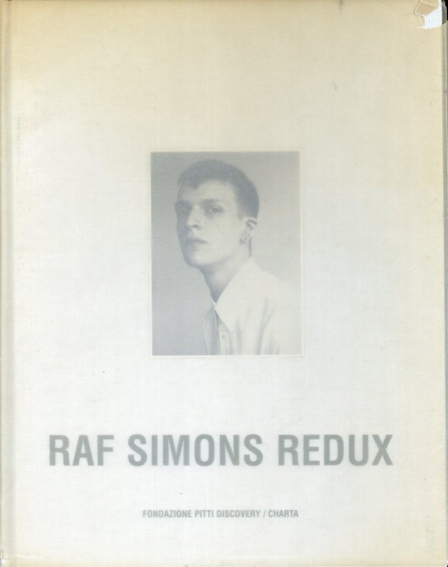 RAF SIMONS REDUX
FONDAZIONE PITTI DISCOVERY / CHARTA